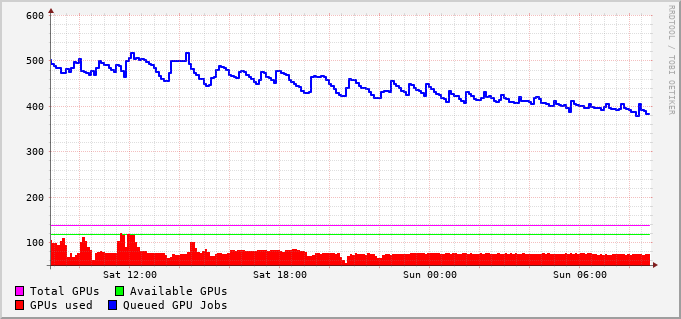 600
500
400
300
200
100
Sat 12:00 Sat 18:00 Sun 00:00 Sun 06:00
Total GPUs Available GPUs
GPUs used Queued GPU Jobs
RRDTOOL / TOBI OETIKER